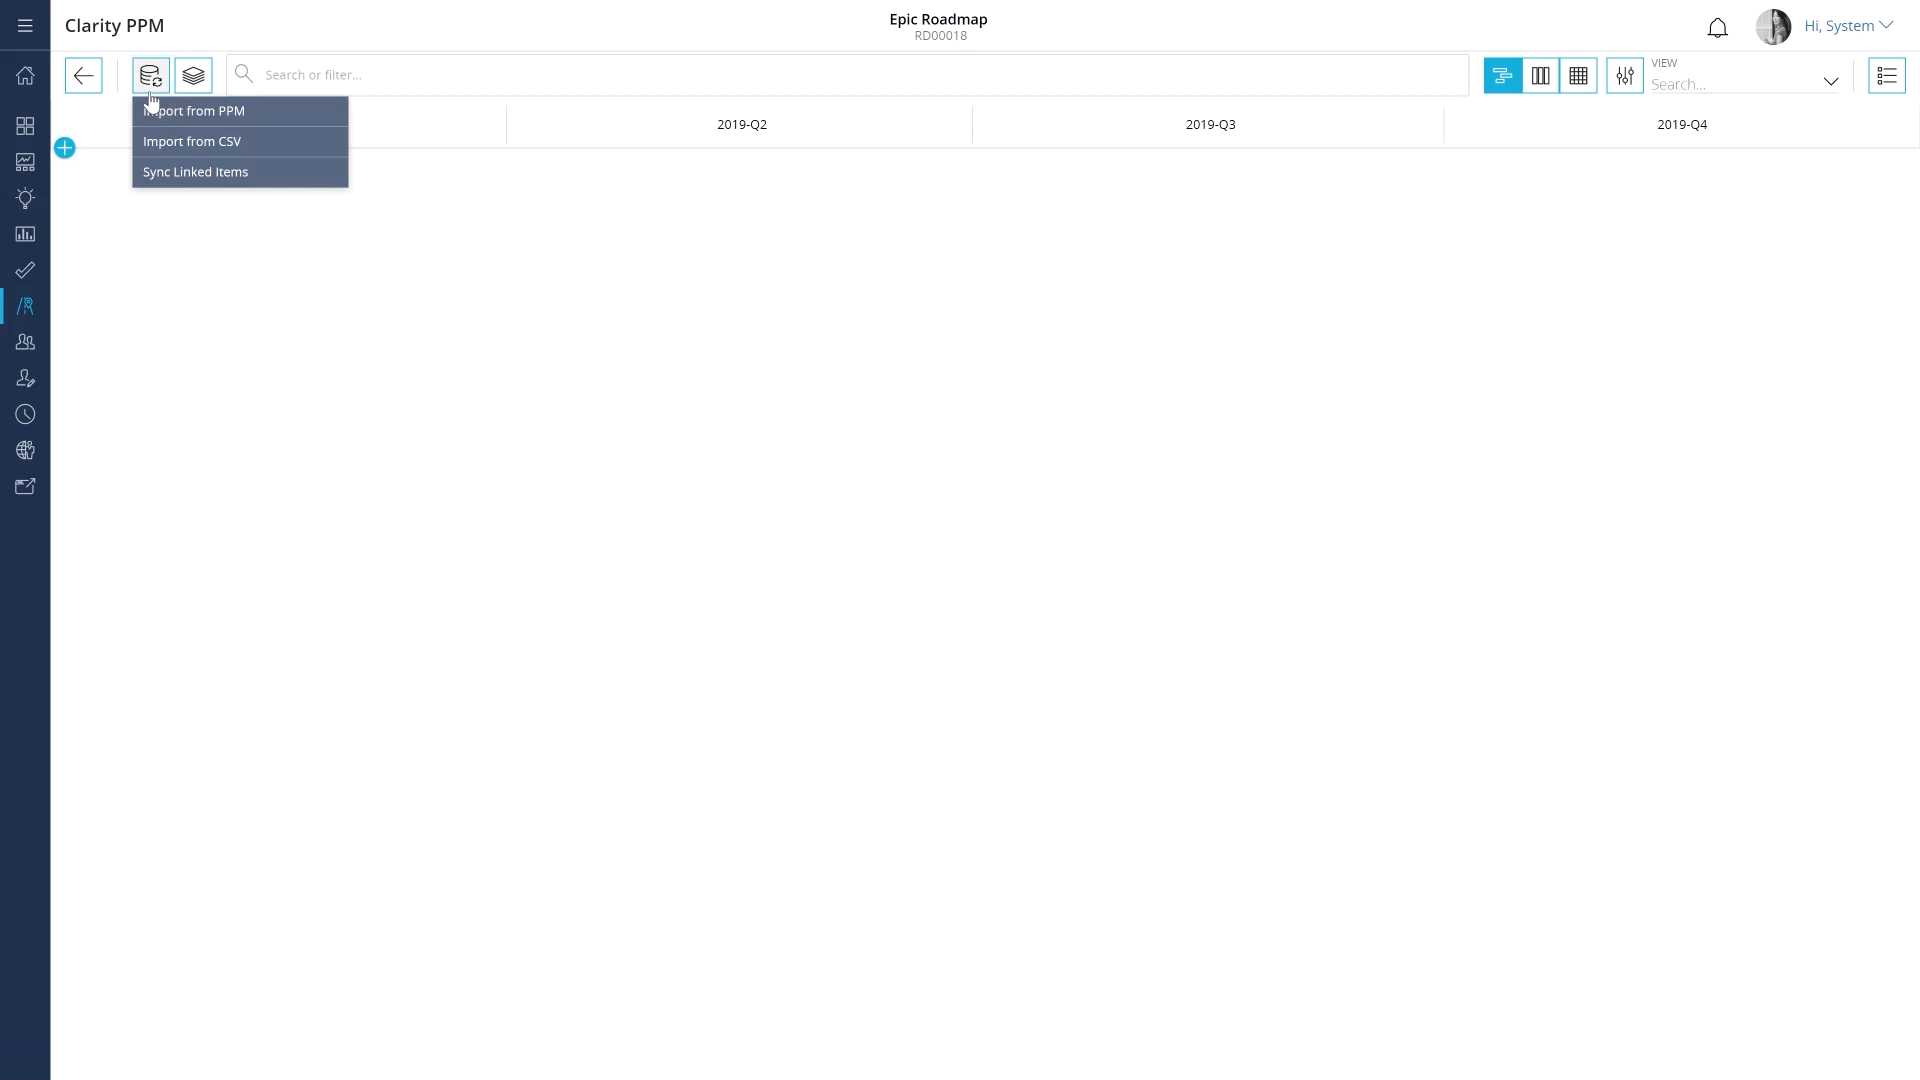 Clarity PPM
Epic Roadmap
RD00018
Hi, System
Search or filter...
VIEW
Search...
Import from PPM
Import from CSV
Sync Linked Items
2019-Q2
2019-Q3
2019-Q4